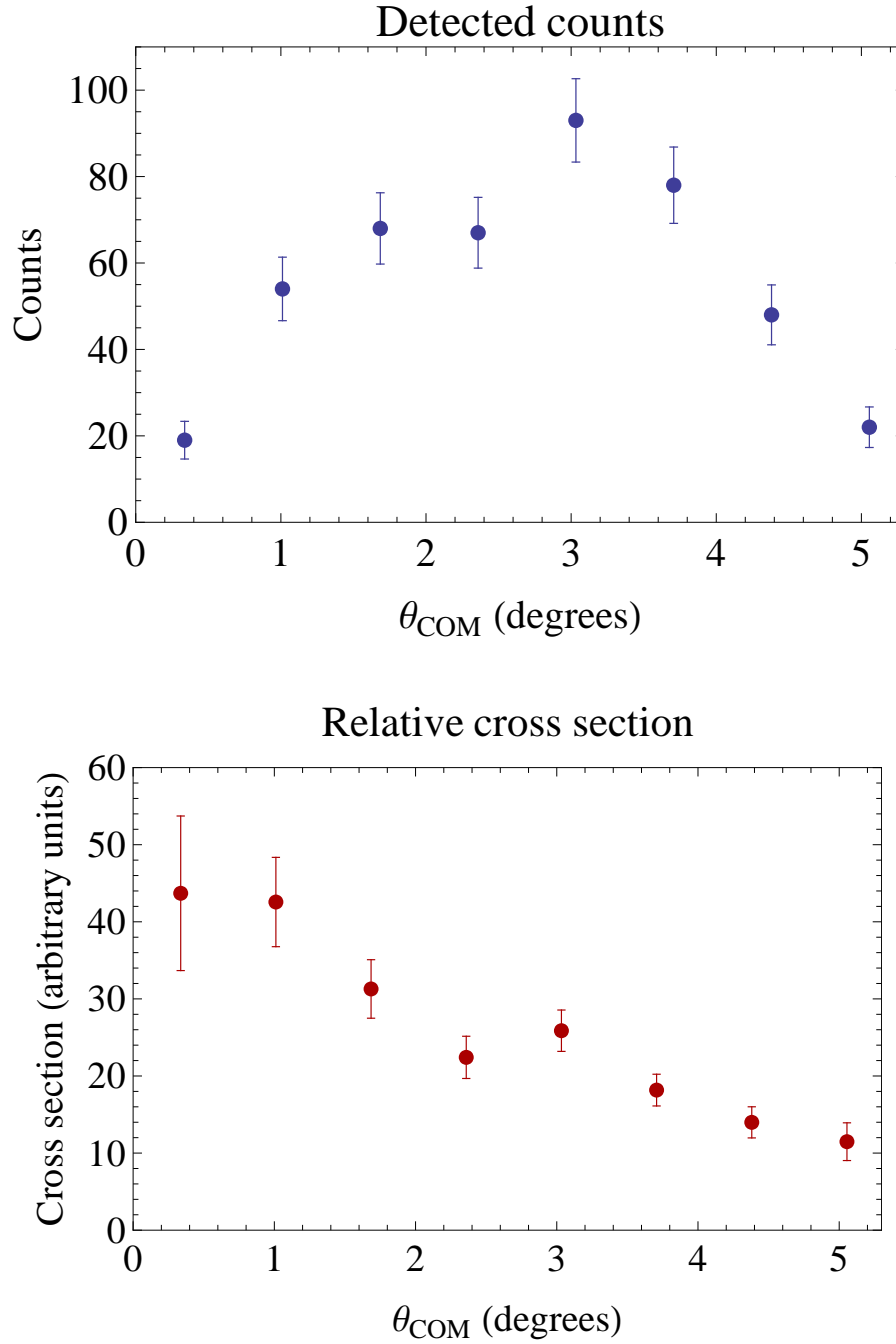 Detected counts
Counts
100
80
60
40
20
0
0 1 2 3 4 5
θCOM (degrees)
Relative cross section
Cross section (arbitrary units)
60
50
40
30
20
10
0
0 1 2 3 4 5
θCOM (degrees)